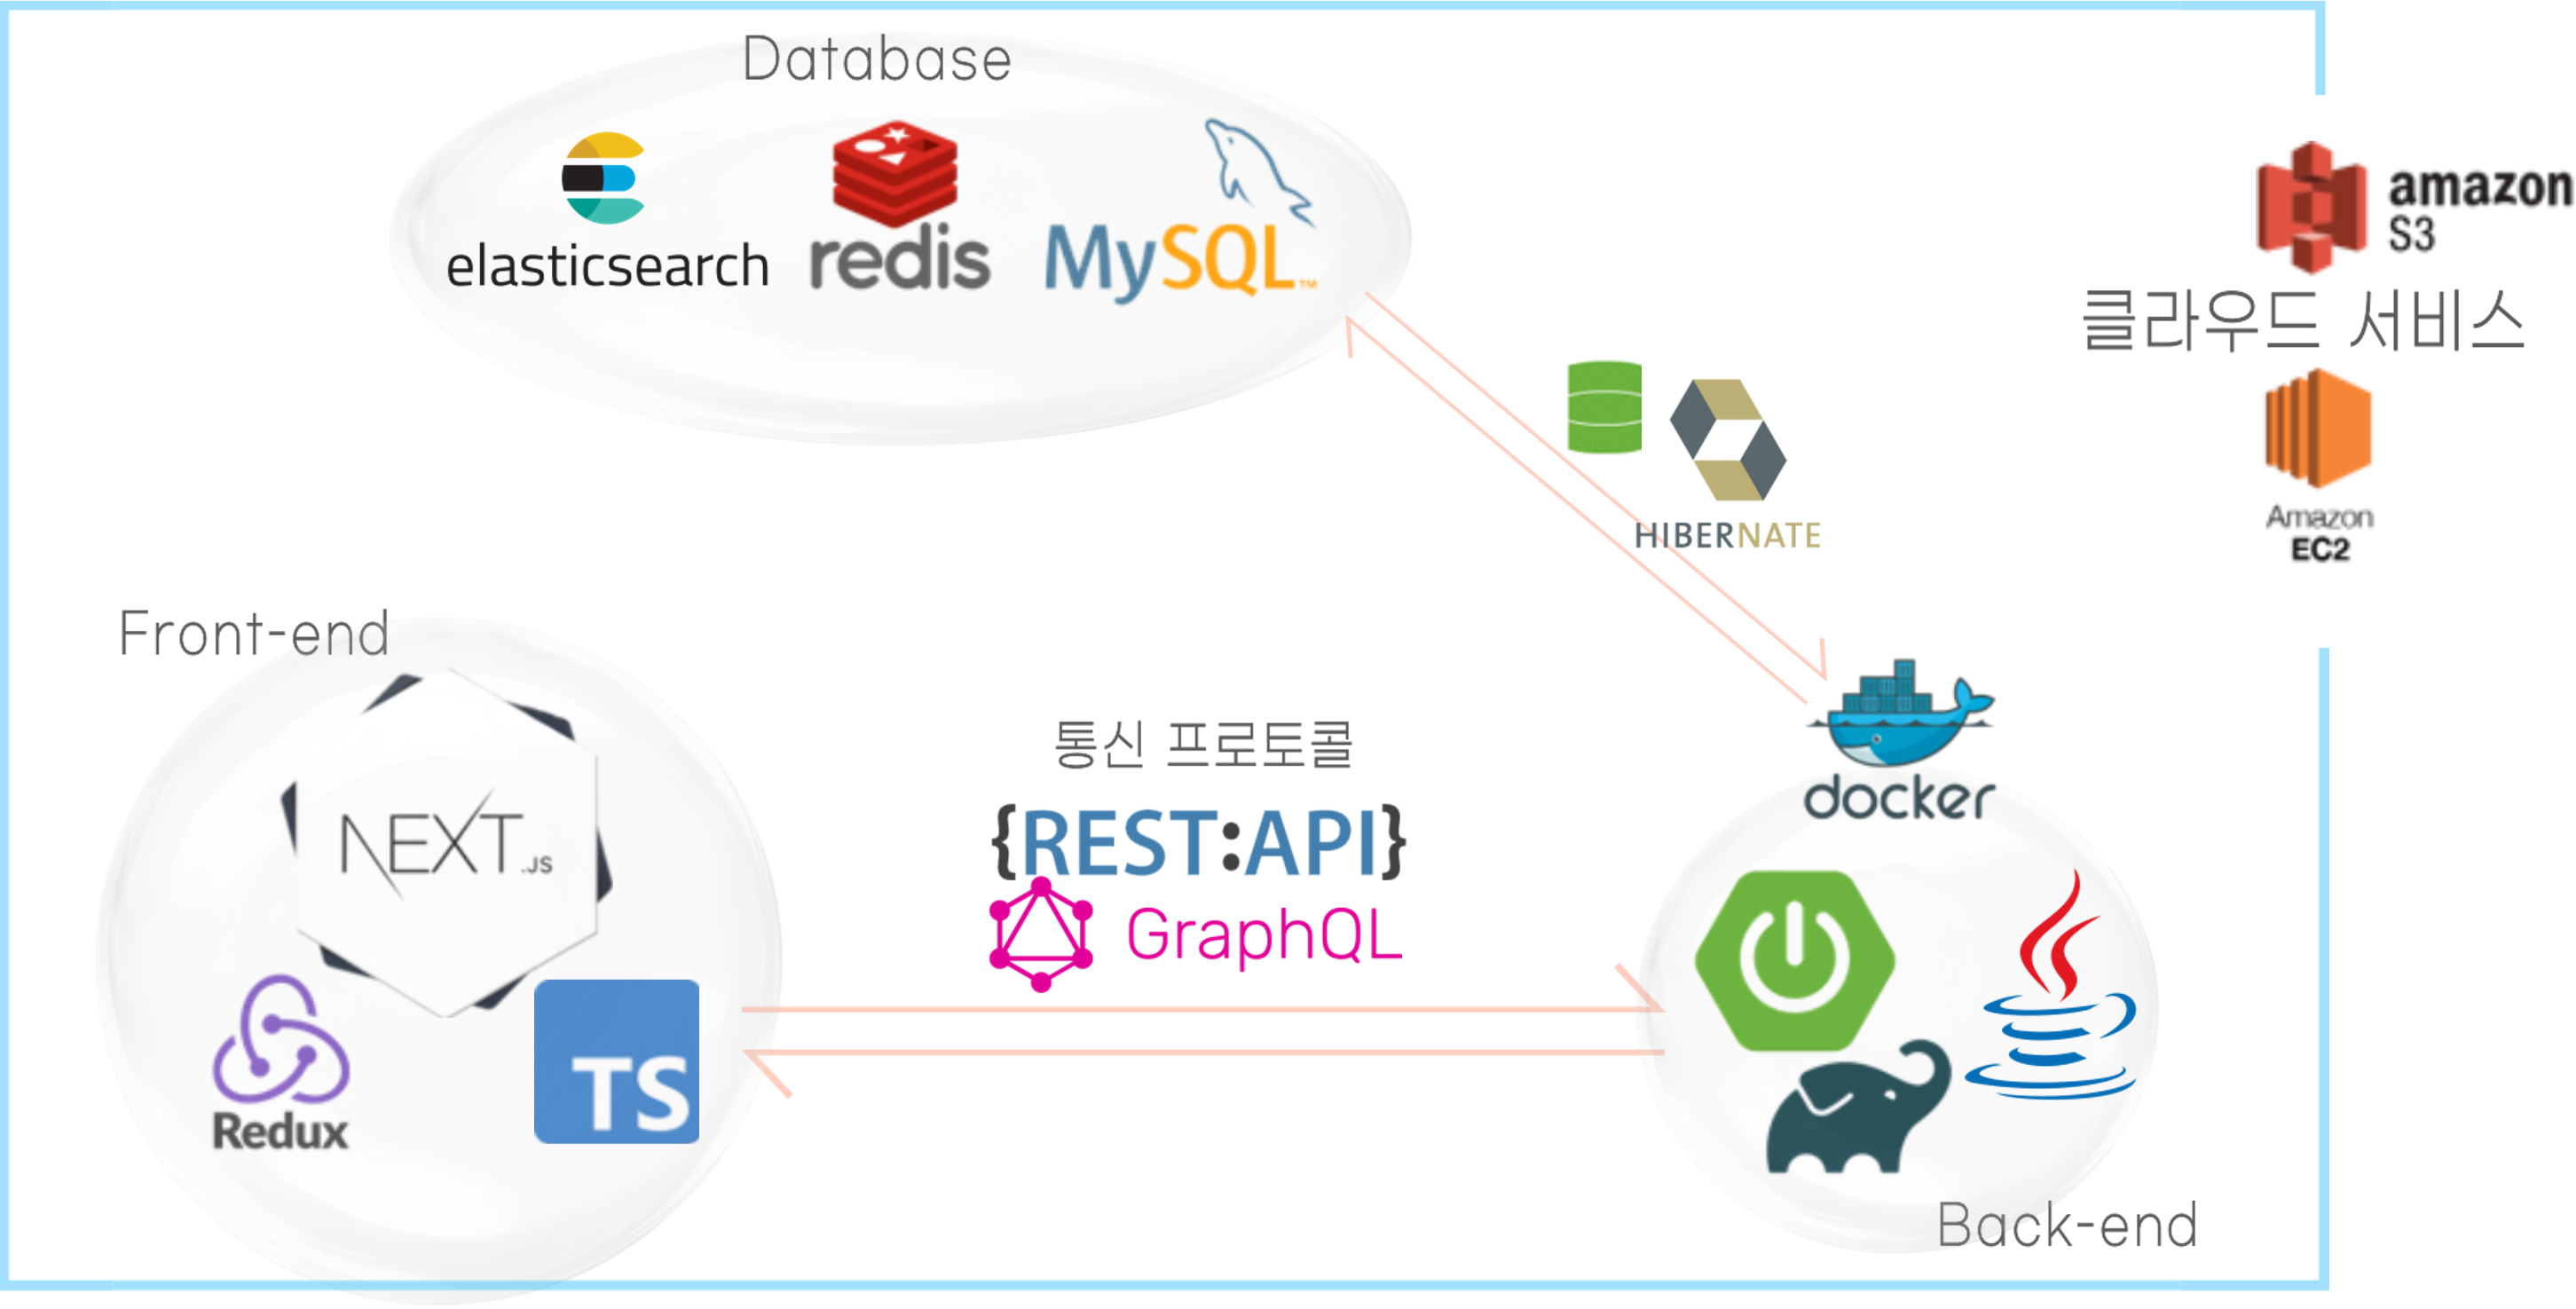 Database
elasticsearch
redis
MySQL™
amazon
S3
클라우드 서비스
Amazon
EC2
HIBERNATE
Front-end
NEXT.JS
Redux
TS
통신 프로토콜
{REST:API}
GraphQL
docker
Back-end